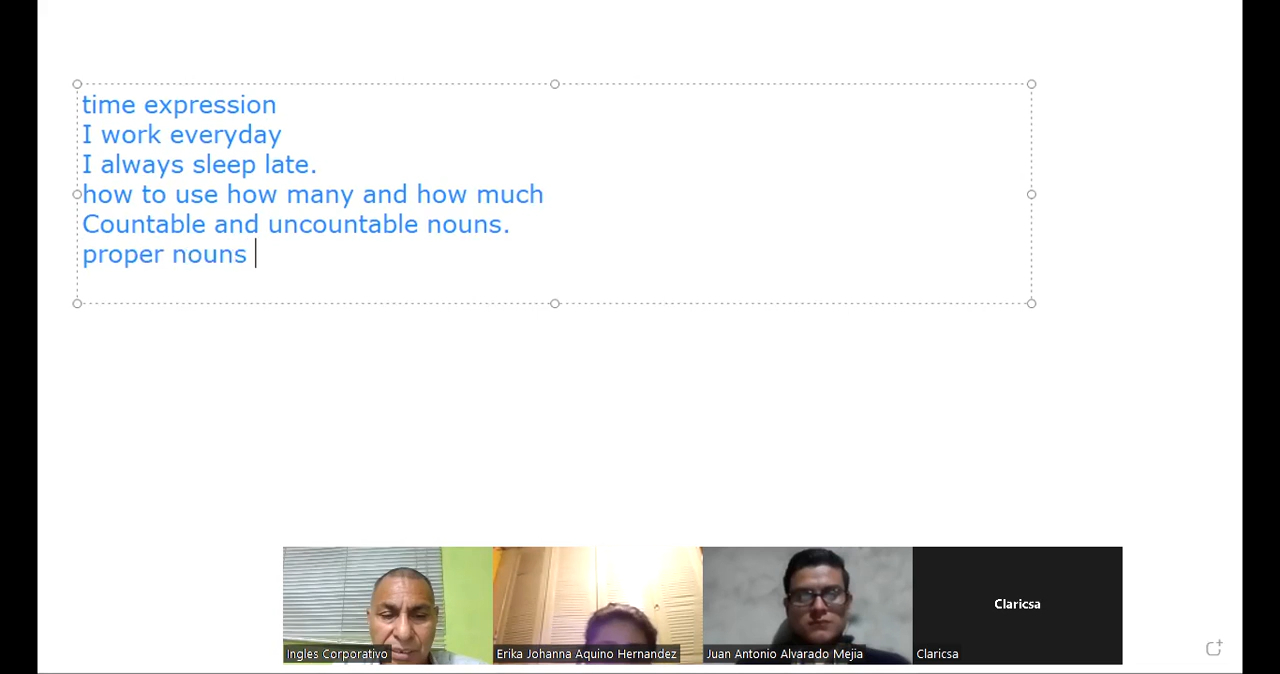 time expression
I work everyday
I always sleep late.
how to use how many and how much
Countable and uncountable nouns.
proper nouns
Claricsa
Ingles Corporativo
Erika Johanna Aquino Hernandez
Juan Antonio Alvarado Mejia
Claricsa